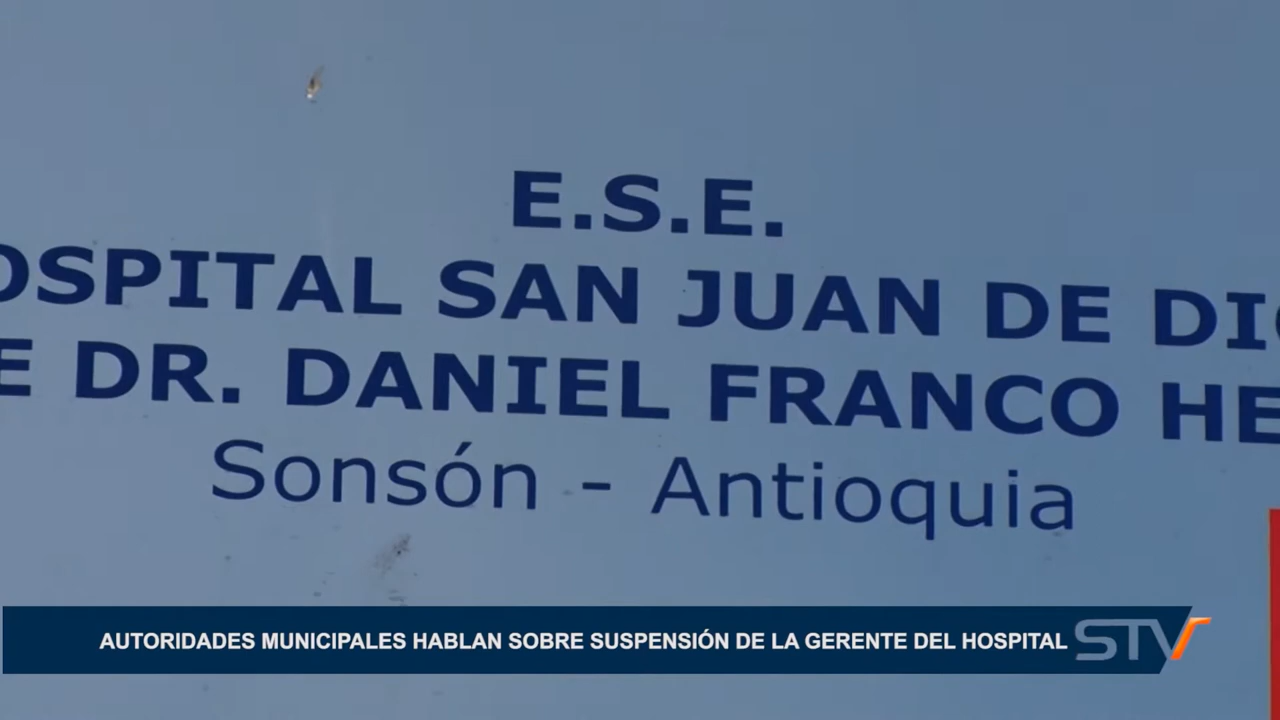 E.S.E.
OSPITAL SAN JUAN DE DIO
E DR. DANIEL FRANCO HE
Sonsón - Antioquia
AUTORIDADES MUNICIPALES HABLAN SOBRE SUSPENSIÓN DE LA GERENTE DEL HOSPITAL STV